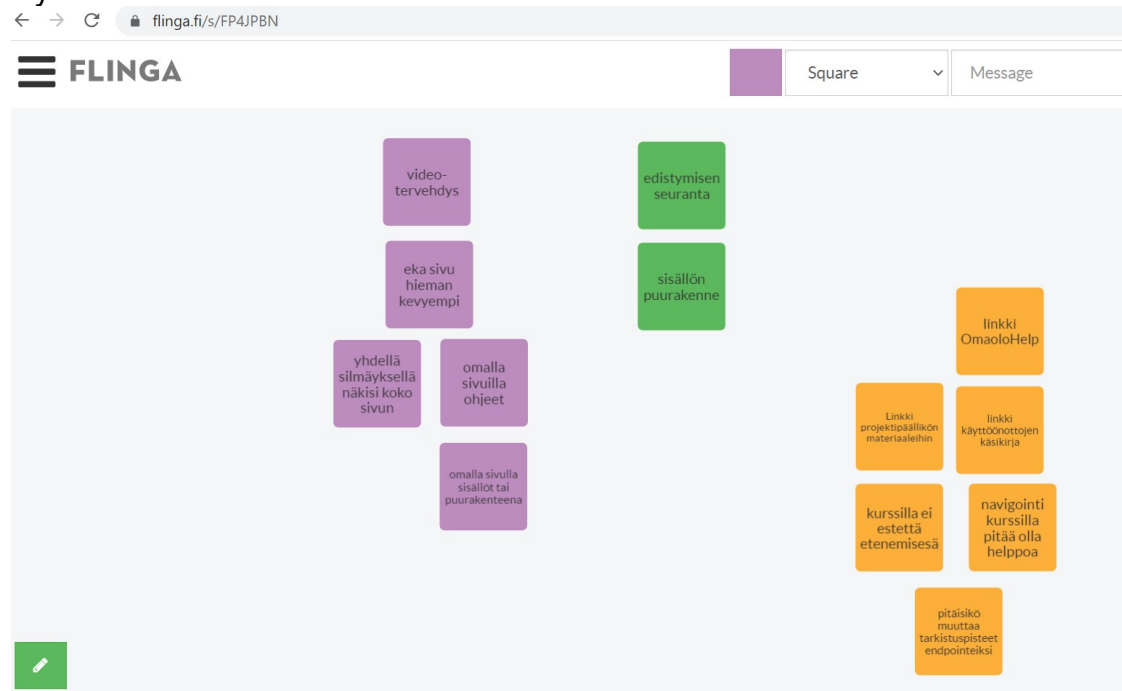 flinga.fi/s/FP4JPBN
FLINGA
Square
Message
video-
tervehdys
eka sivu
hieman
kevyempi
yhdellä
silmäyksellä
näkisi koko
sivun
omalla
sivuilla
ohjeet
omalla sivulla
sisällöt tai
puurakenteena
edistymisen
seuranta
sisällön
puurakenne
linkki
OmaoloHelp
Linkki
projektipäällikön
materiaaleihin
linkki
käyttöönottojen
käsikirja
kurssilla ei
estettä
etenemisesä
navigointi
kurssilla
pitää olla
helppoa
pitäisikö
muuttaa
tarkistuspisteet
endpointeiksi